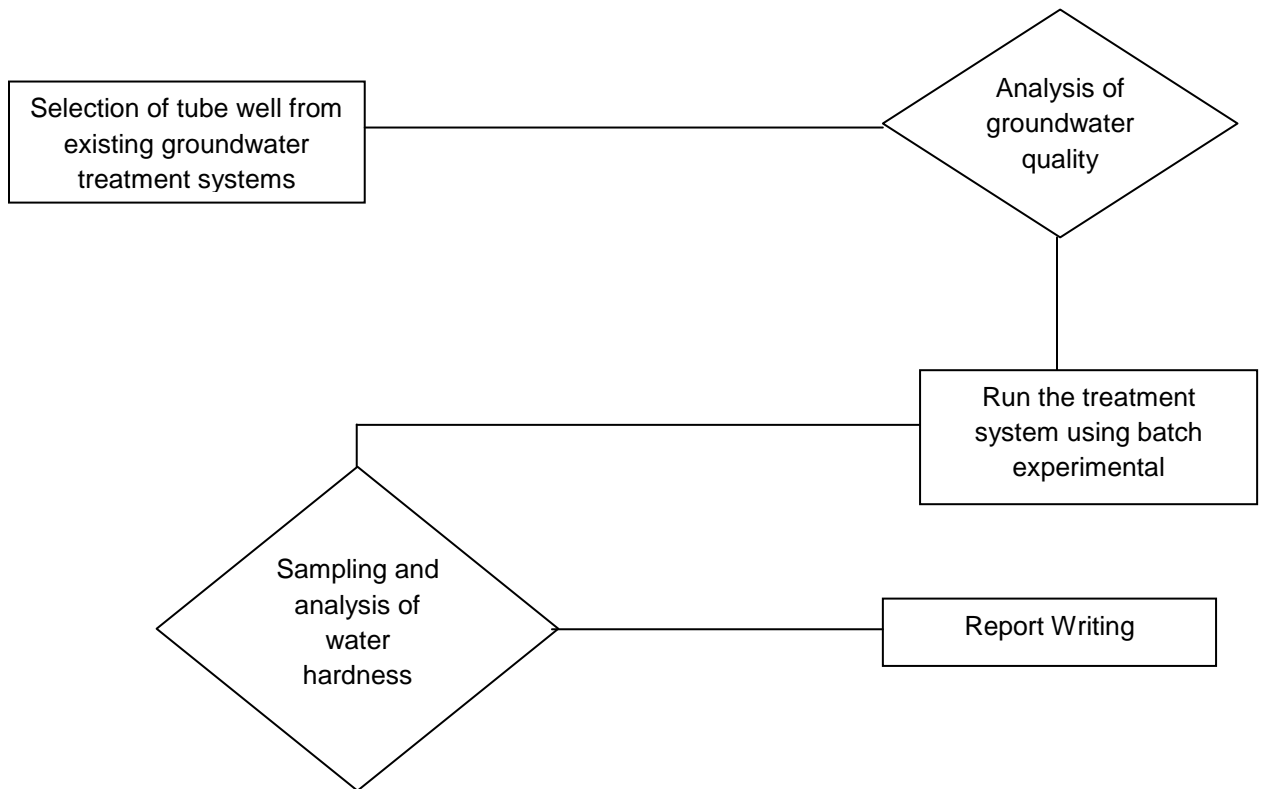 Selection of tube well from
existing groundwater
treatment systems
Analysis of
groundwater
quality
Run the treatment
system using batch
experimental
Sampling and
analysis of
water
hardness
Report Writing